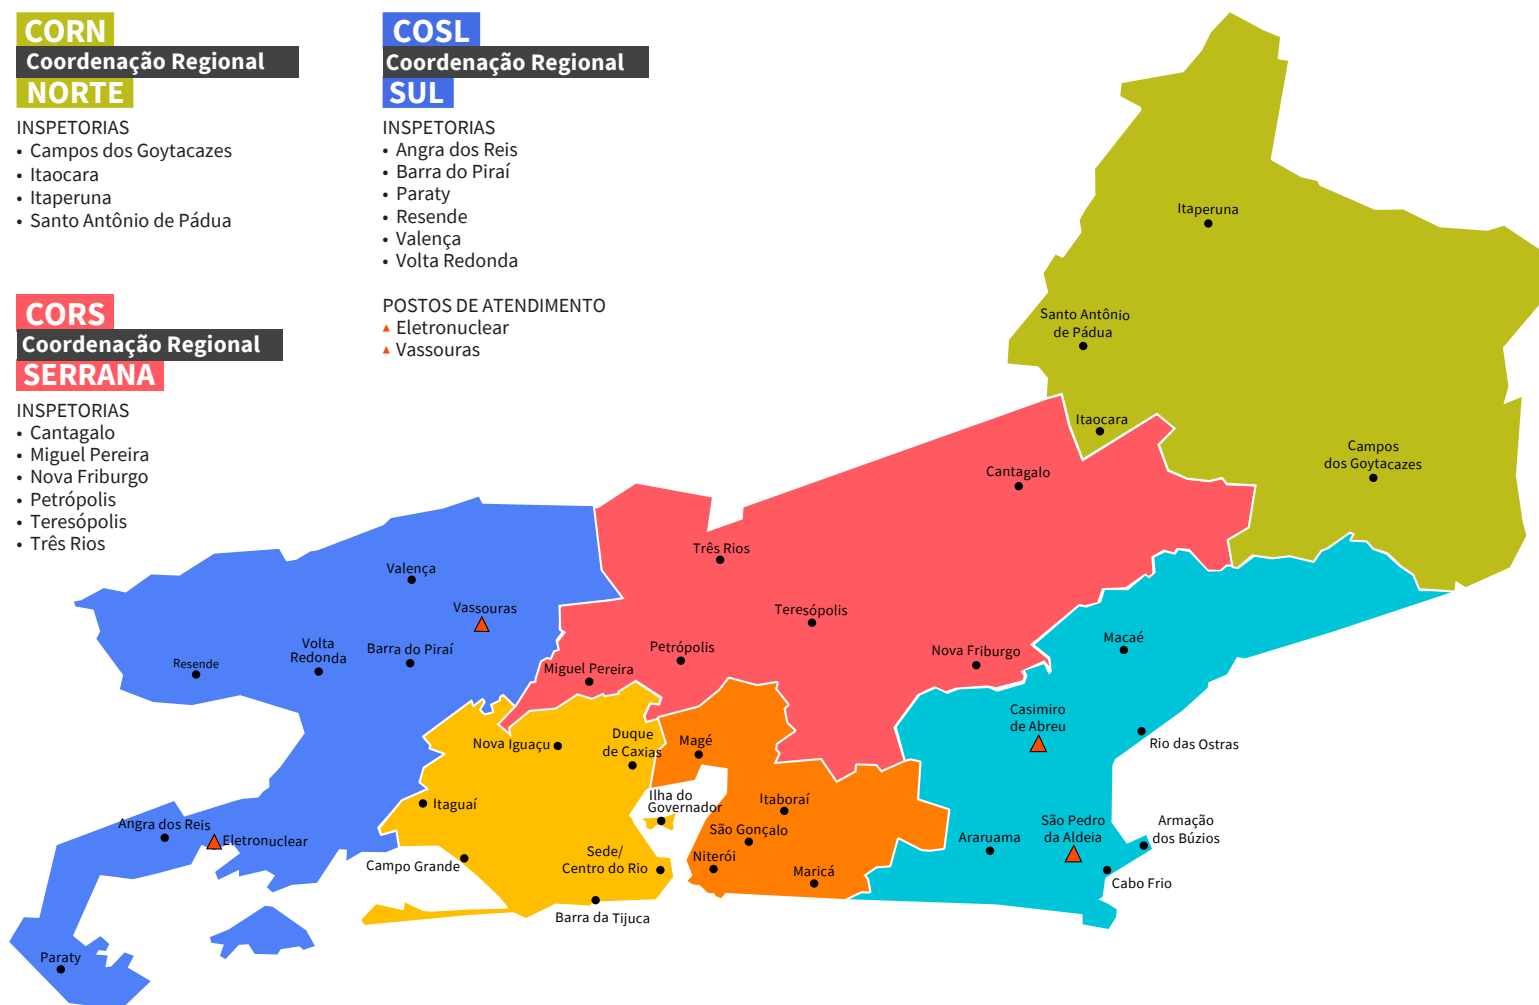 CORN
Coordenação Regional
NORTE
INSPETORIAS
• Campos dos Goytacazes
• Itaocara
• Itaperuna
• Santo Antônio de Pádua
COSL
Coordenação Regional
SUL
INSPETORIAS
• Angra dos Reis
• Barra do Piraí
• Paraty
• Resende
• Valença
• Volta Redonda
POSTOS DE ATENDIMENTO
Eletronuclear
Vassouras
CORS
Coordenação Regional
SERRANA
INSPETORIAS
• Cantagalo
• Miguel Pereira
• Nova Friburgo
• Petrópolis
• Teresópolis
• Três Rios
Itaperuna
Santo Antônio
de Pádua
Itaocara
Campos
dos Goytacazes
Cantagalo
Três Rios
Teresópolis
Petrópolis
Nova Friburgo
Miguel Pereira
Valença
Vassouras
Volta
Redonda
Barra do Piraí
Resende
Angra dos Reis
Eletronuclear
Paraty
Nova Iguaçu
Duque
de Caxias
Itaguaí
Ilha do
Governador
Campo Grande
Sede/
Centro do Rio
Barra da Tijuca
Magé
Itaboraí
São Gonçalo
Niterói
Maricá
Macaé
Casimiro
de Abreu
Rio das Ostras
São Pedro
da Aldeia
Araruama
Armação
dos Búzios
Cabo Frio